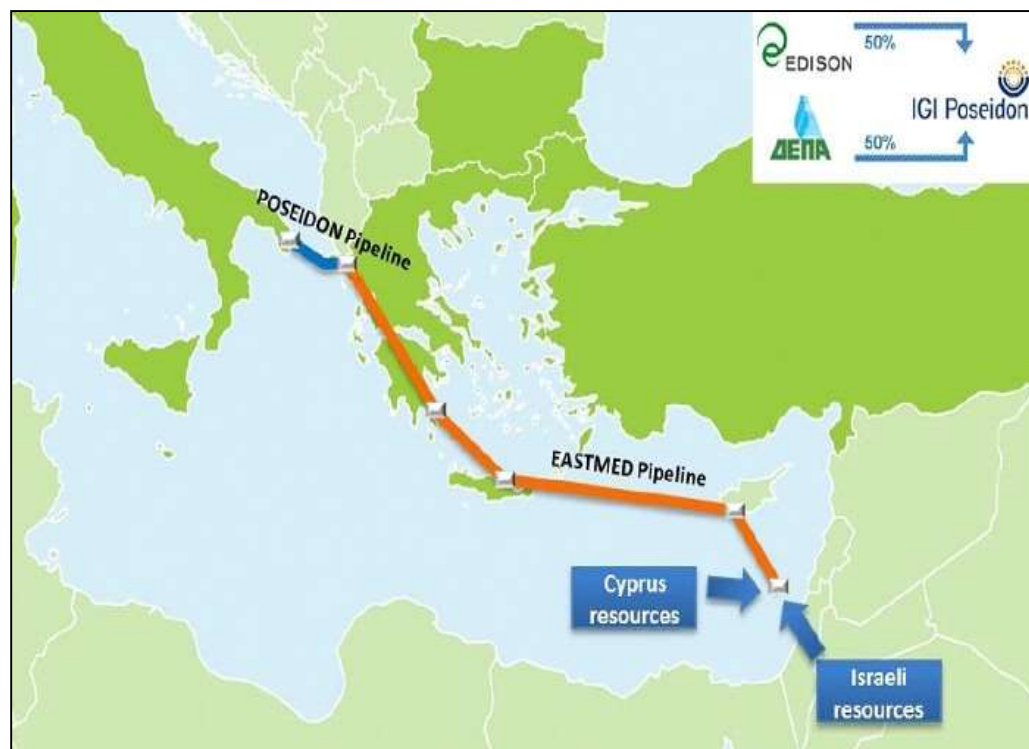 EDISON
50%
IGI Poseidon
ΔΕΠΑ
50%
POSEIDON Pipeline
EASTMED Pipeline
Cyprus
resources
Israeli
resources